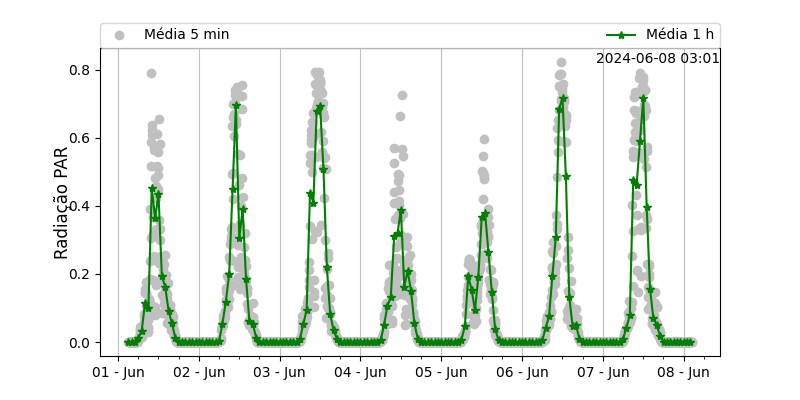 Média 5 min
Média 1 h
2024-06-08 03:01
Radiação PAR
0.8
0.6
0.4
0.2
0.0
01 - Jun
02 - Jun
03 - Jun
04 - Jun
05 - Jun
06 - Jun
07 - Jun
08 - Jun